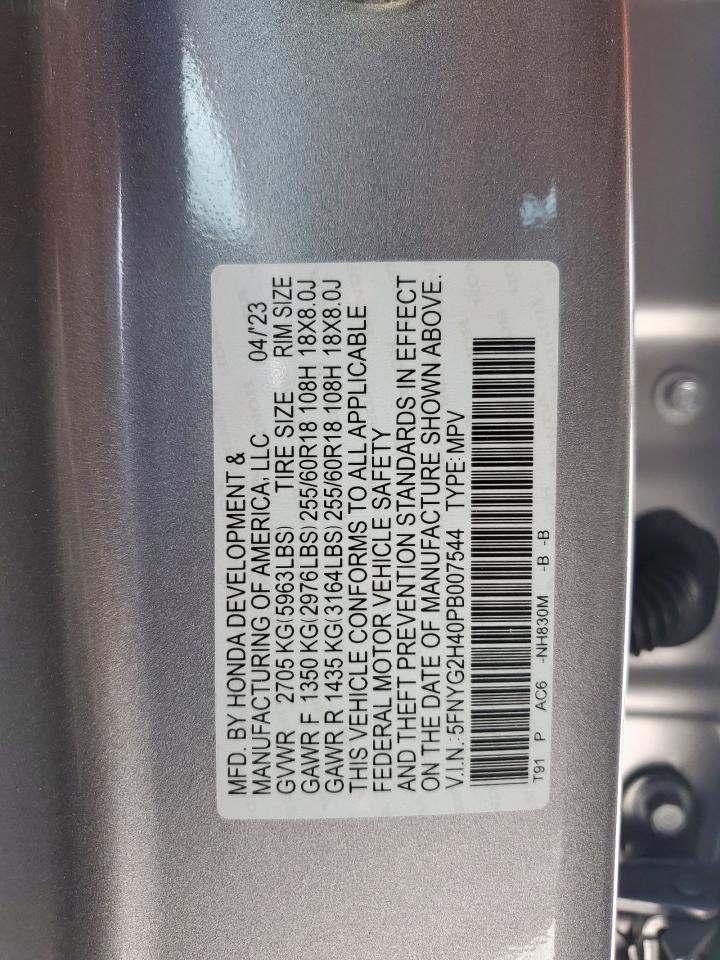 MFD. BY HONDA DEVELOPMENT &
MANUFACTURING OF AMERICA, LLC 04/'23
GVWR 2705 KG(5963LBS) TIRE SIZE RIM SIZE
GAWR F 1350 KG(2976LBS) 255/60R18 108H 18X8.0J
GAWR R 1435 KG(3164LBS) 255/60R18 108H 18X8.0J
THIS VEHICLE CONFORMS TO ALL APPLICABLE
FEDERAL MOTOR VEHICLE SAFETY
AND THEFT PREVENTION STANDARDS IN EFFECT
ON THE DATE OF MANUFACTURE SHOWN ABOVE.
V.I.N.: 5FNYG2H40PB007544 TYPE: MPV
T91 P AC6 -NH830M -B -B